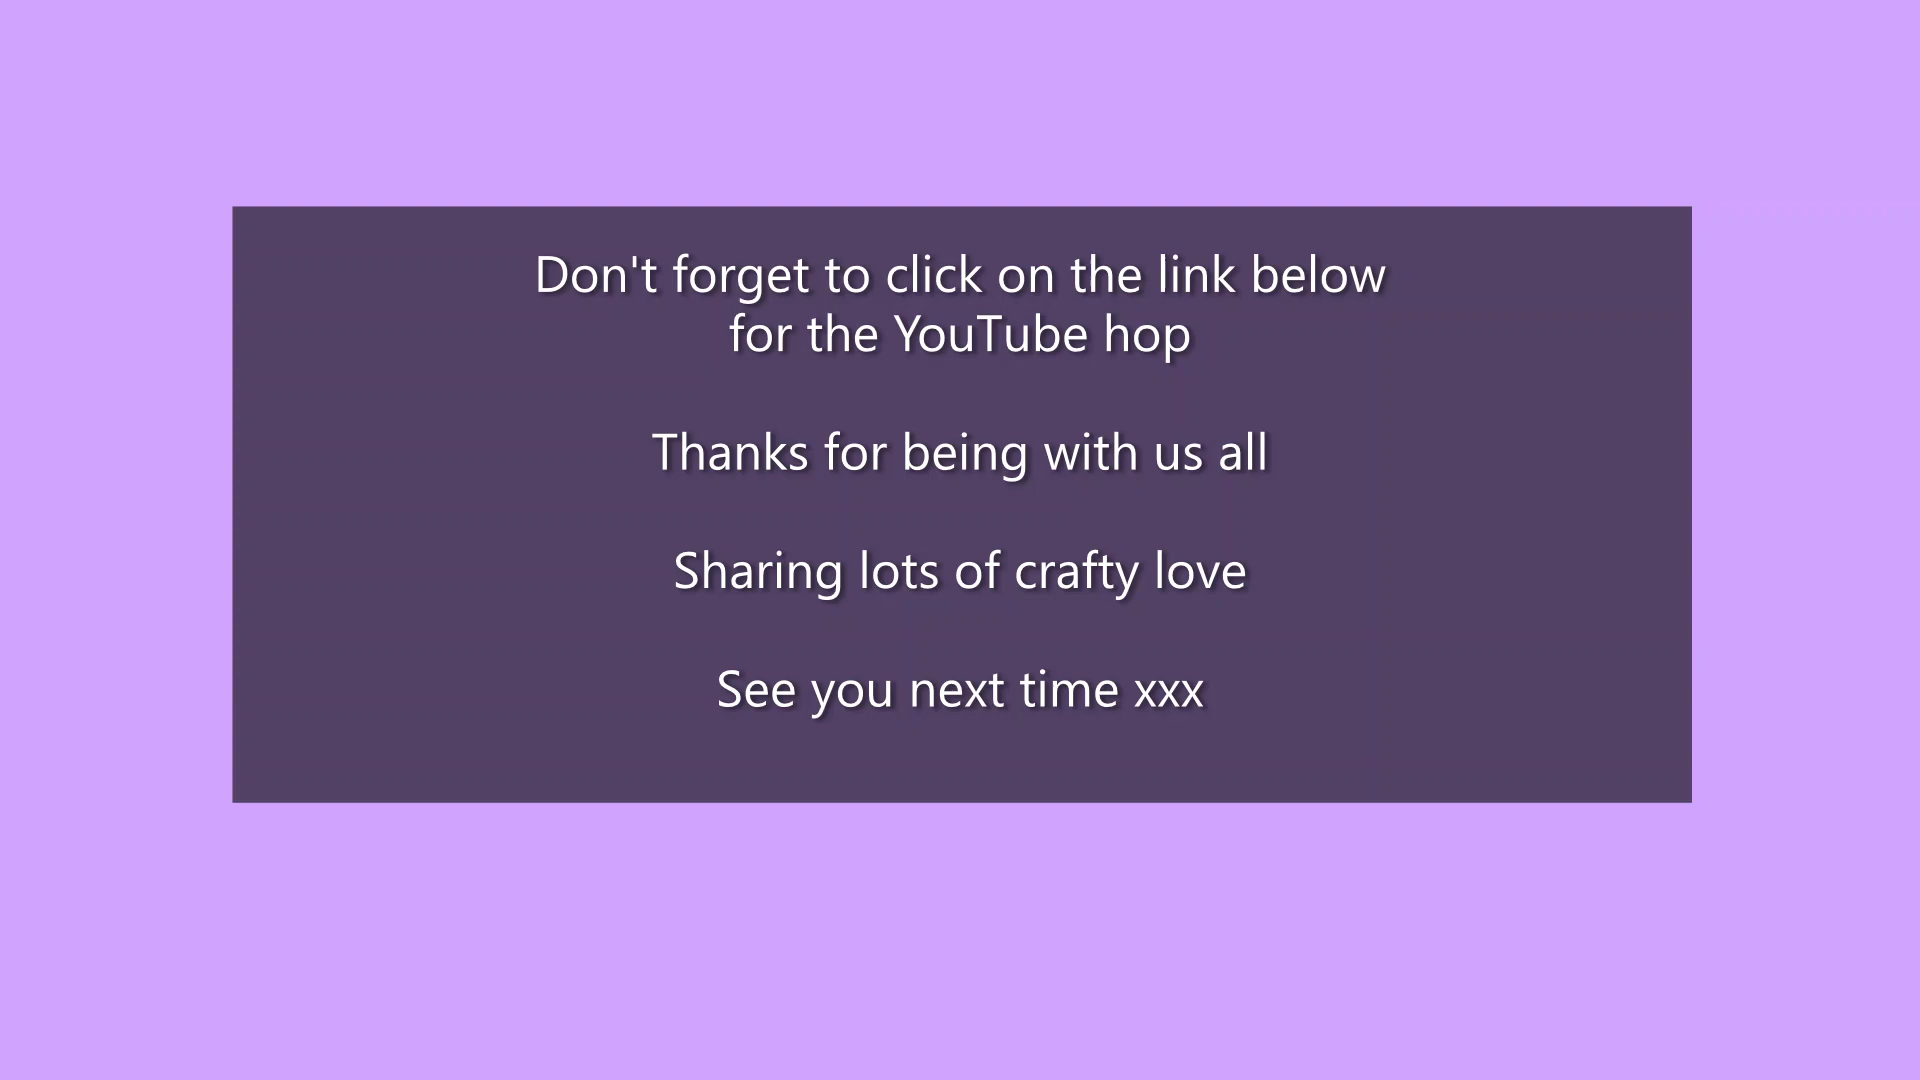 Don't forget to click on the link below
for the YouTube hop
Thanks for being with us all
Sharing lots of crafty love
See you next time xxx